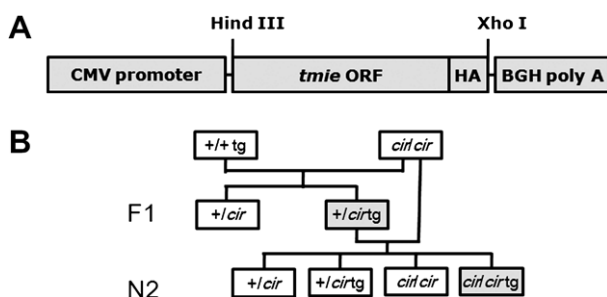 A
Hind III Xho I
CMV promoter tmie ORF HA BGH poly A
B
+/+ tg cir/cir
F1 +/cir +/cirtg
N2 +/cir +/cirtg cir/cir cir/cirtg